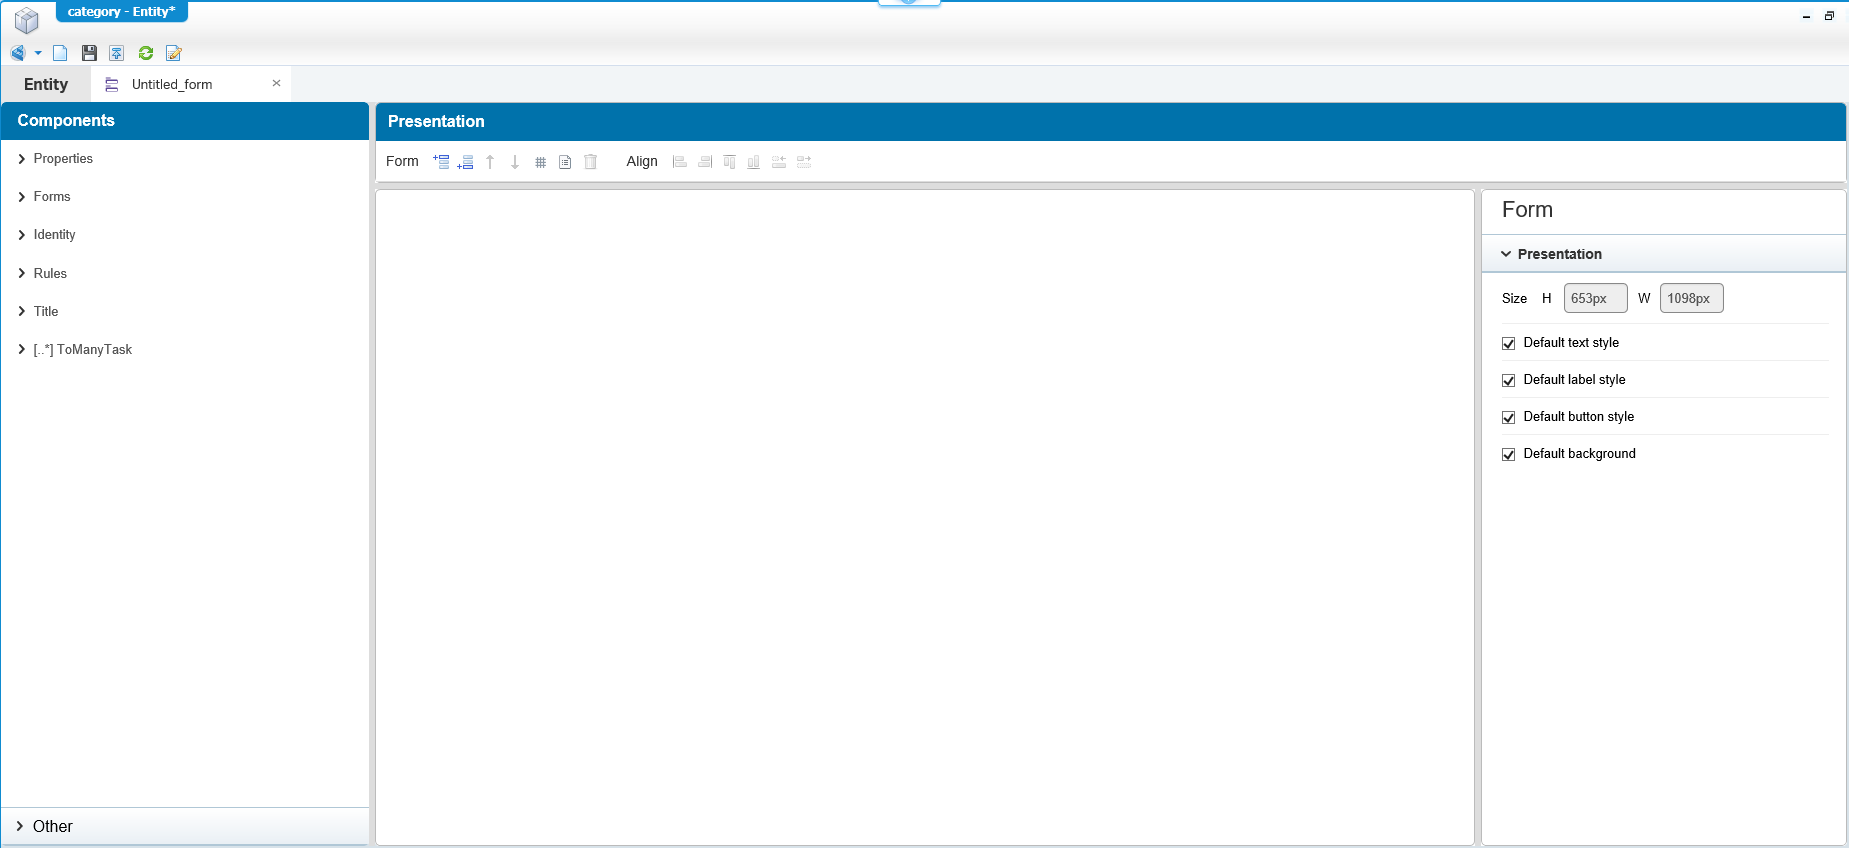 category - Entity*
Entity
Untitled_form
Components
Properties
Forms
Identity
Rules
Title
[..*] ToManyTask
Other
Presentation
Form
Align
Form
Presentation
Size H 653px W 1098px
Default text style
Default label style
Default button style
Default background